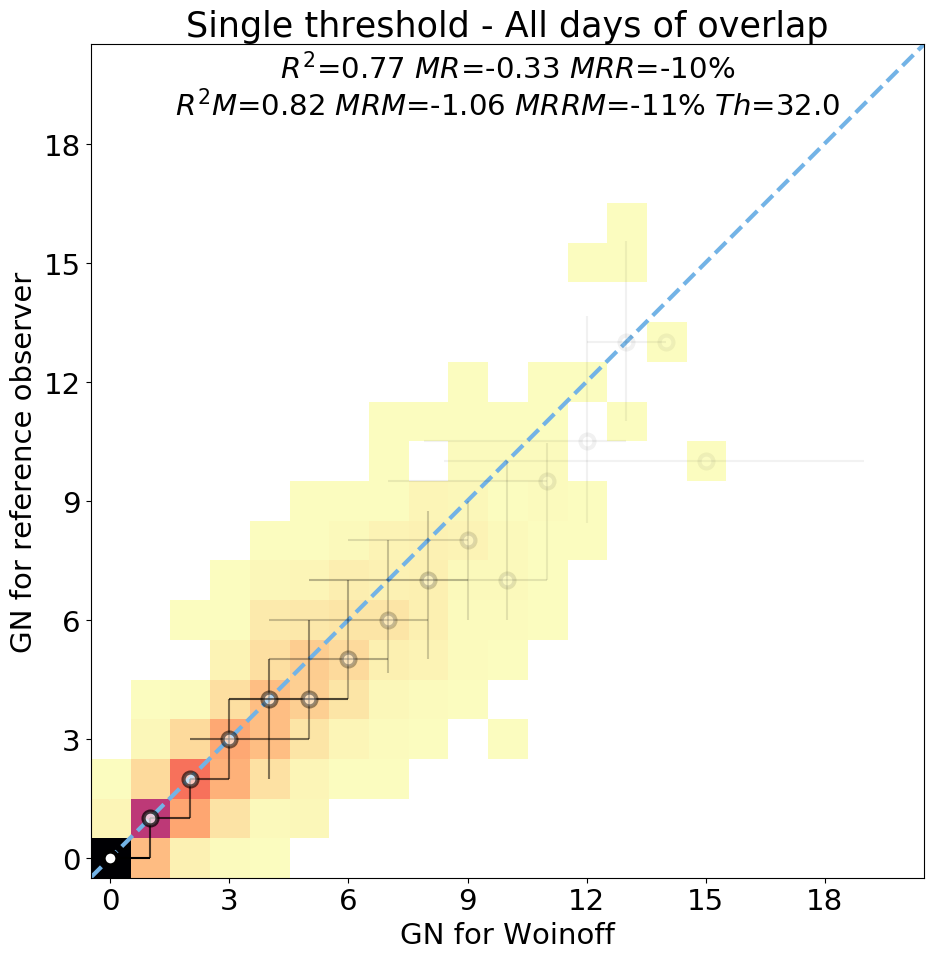 Single threshold - All days of overlap
R²=0.77 MR=-0.33 MRR=-10%
R²M=0.82 MRM=-1.06 MRRM=-11% Th=32.0
18
15
12
9
6
3
0
GN for reference observer
0 3 6 9 12 15 18
GN for Woinoff